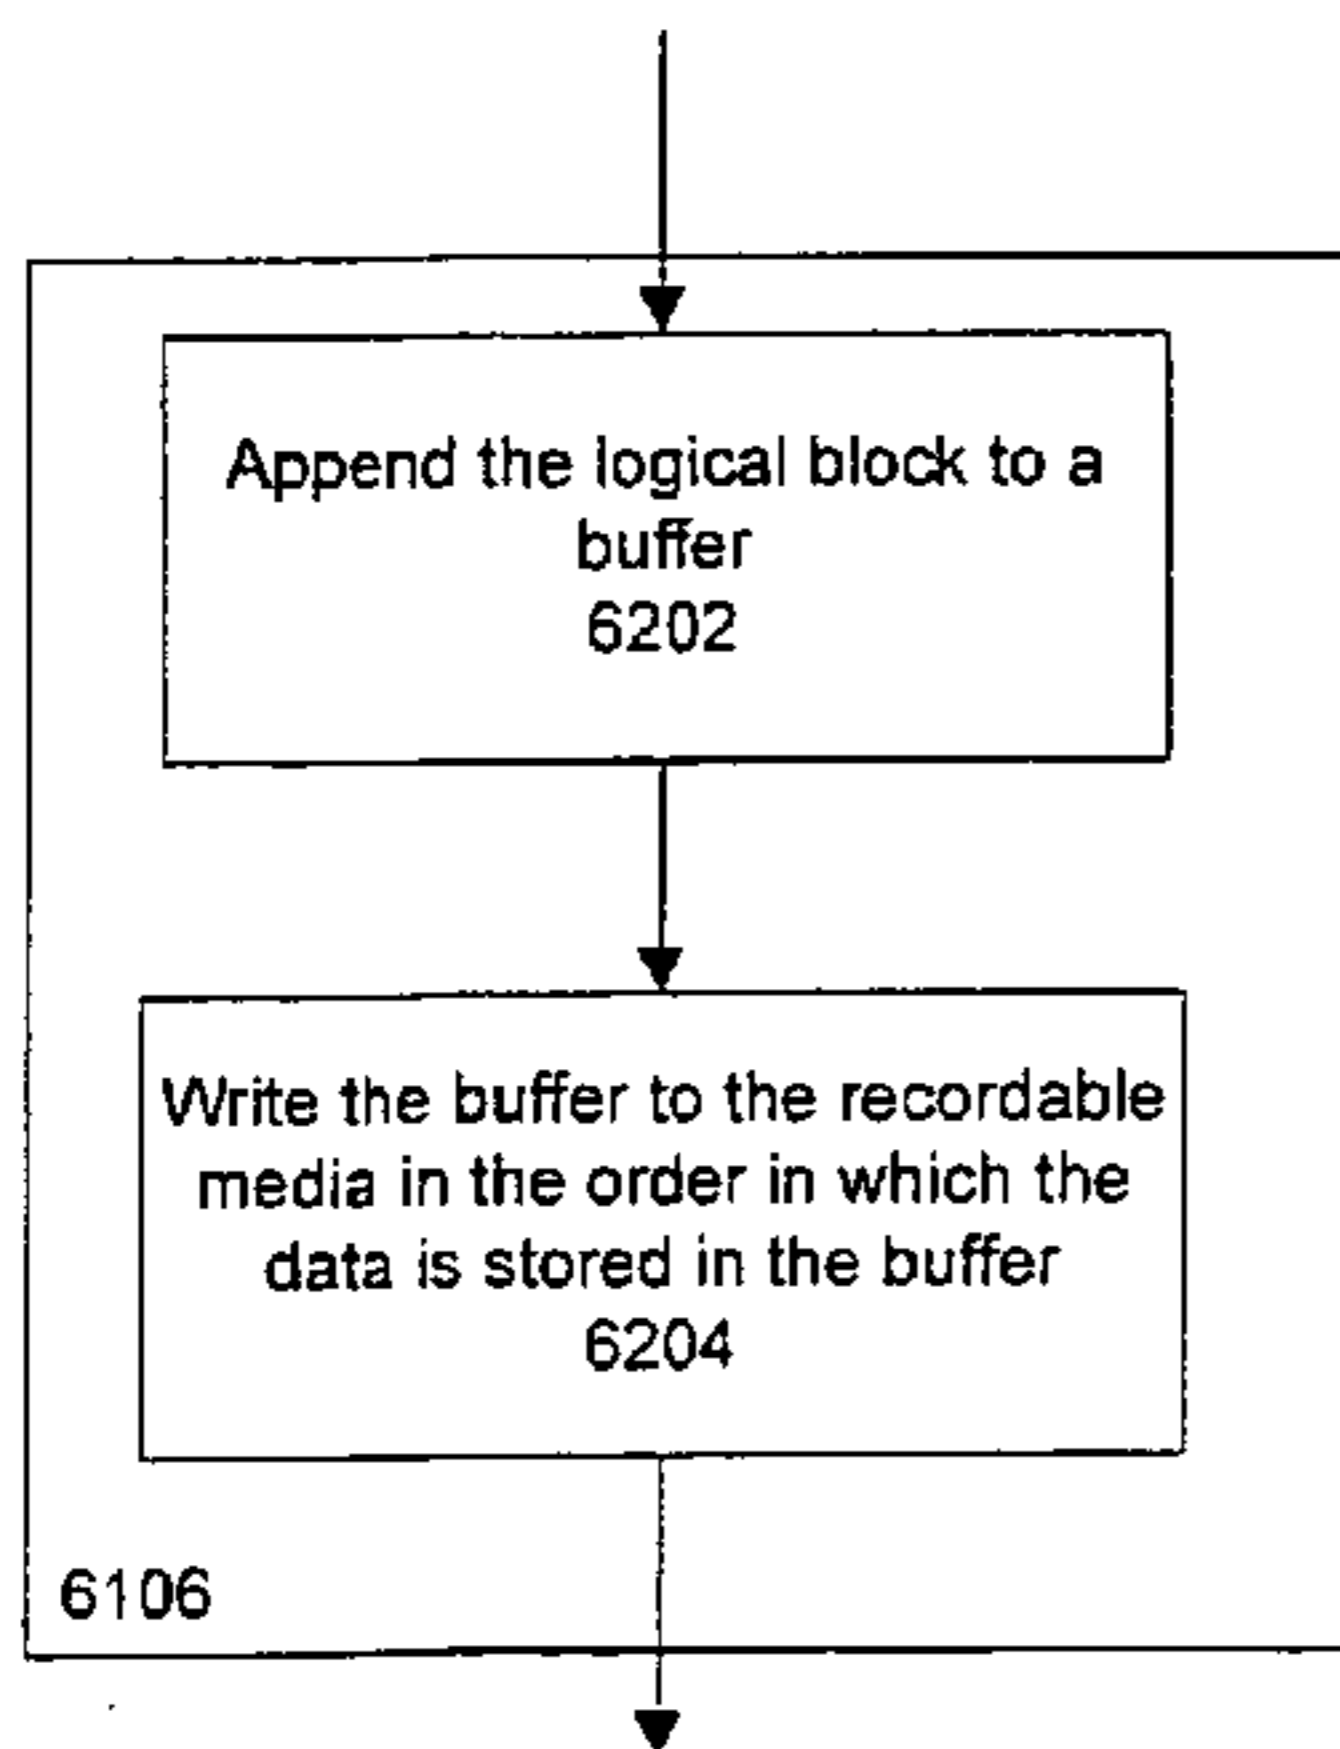 Append the logical block to a
buffer
6202
Write the buffer to the recordable
media in the order in which the
data is stored in the buffer
6204
6106